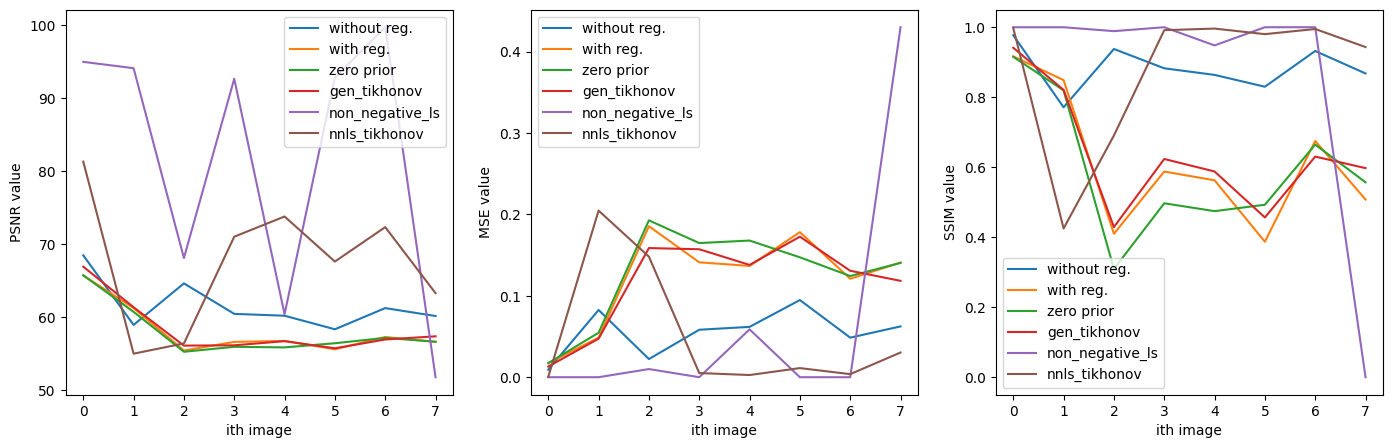 PSNR value
100
90
80
70
60
50
0 1 2 3 4 5 6 7
ith image
without reg.
with reg.
zero prior
gen_tikhonov
non_negative_ls
nnls_tikhonov
MSE value
0.4
0.3
0.2
0.1
0.0
0 1 2 3 4 5 6 7
ith image
without reg.
with reg.
zero prior
gen_tikhonov
non_negative_ls
nnls_tikhonov
SSIM value
1.0
0.8
0.6
0.4
0.2
0.0
0 1 2 3 4 5 6 7
ith image
without reg.
with reg.
zero prior
gen_tikhonov
non_negative_ls
nnls_tikhonov